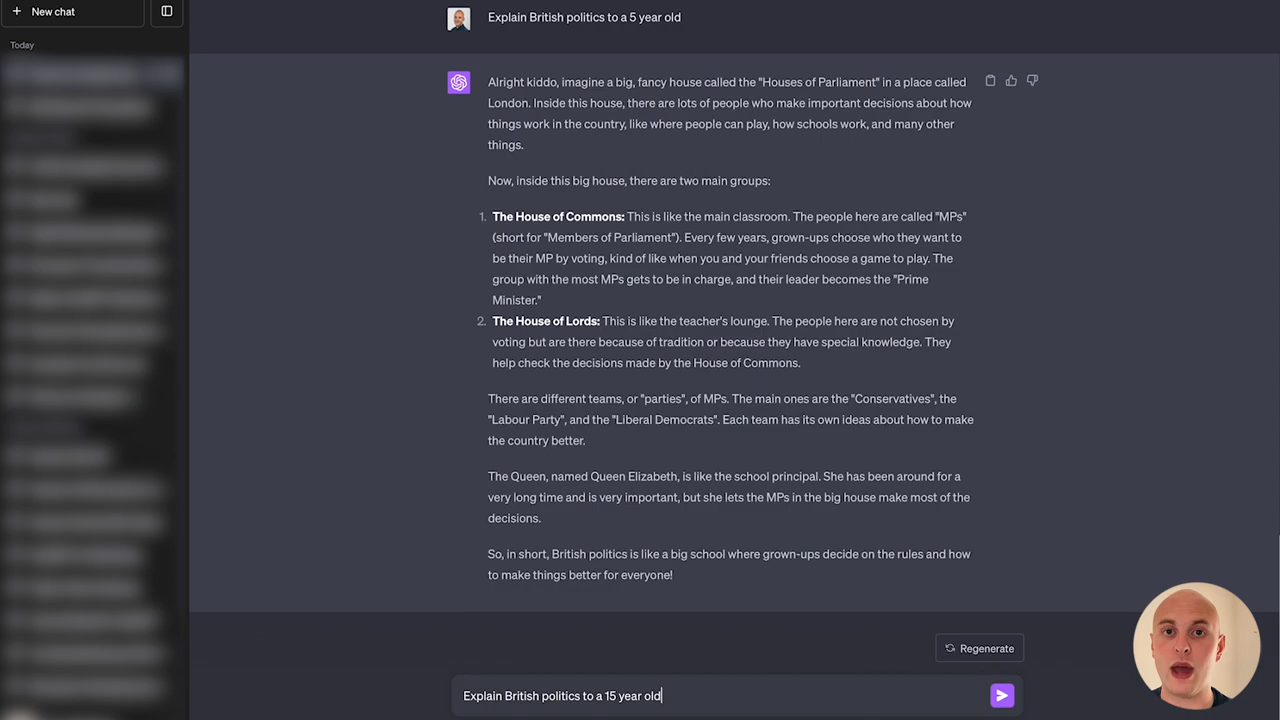 New chat
Today
Explain British politics to a 5 year old
Alright kiddo, imagine a big, fancy house called the "Houses of Parliament" in a place called
London. Inside this house, there are lots of people who make important decisions about how
things work in the country, like where people can play, how schools work, and many other
things.
Now, inside this big house, there are two main groups:
1. The House of Commons: This is like the main classroom. The people here are called "MPs"
(short for "Members of Parliament"). Every few years, grown-ups choose who they want to
be their MP by voting, kind of like when you and your friends choose a game to play. The
group with the most MPs gets to be in charge, and their leader becomes the "Prime
Minister."
2. The House of Lords: This is like the teacher's lounge. The people here are not chosen by
voting but are there because of tradition or because they have special knowledge. They
help check the decisions made by the House of Commons.
There are different teams, or "parties", of MPs. The main ones are the "Conservatives", the
"Labour Party", and the "Liberal Democrats". Each team has its own ideas about how to make
the country better.
The Queen, named Queen Elizabeth, is like the school principal. She has been around for a
very long time and is very important, but she lets the MPs in the big house make most of the
decisions.
So, in short, British politics is like a big school where grown-ups decide on the rules and how
to make things better for everyone!
Regenerate
Explain British politics to a 15 year old